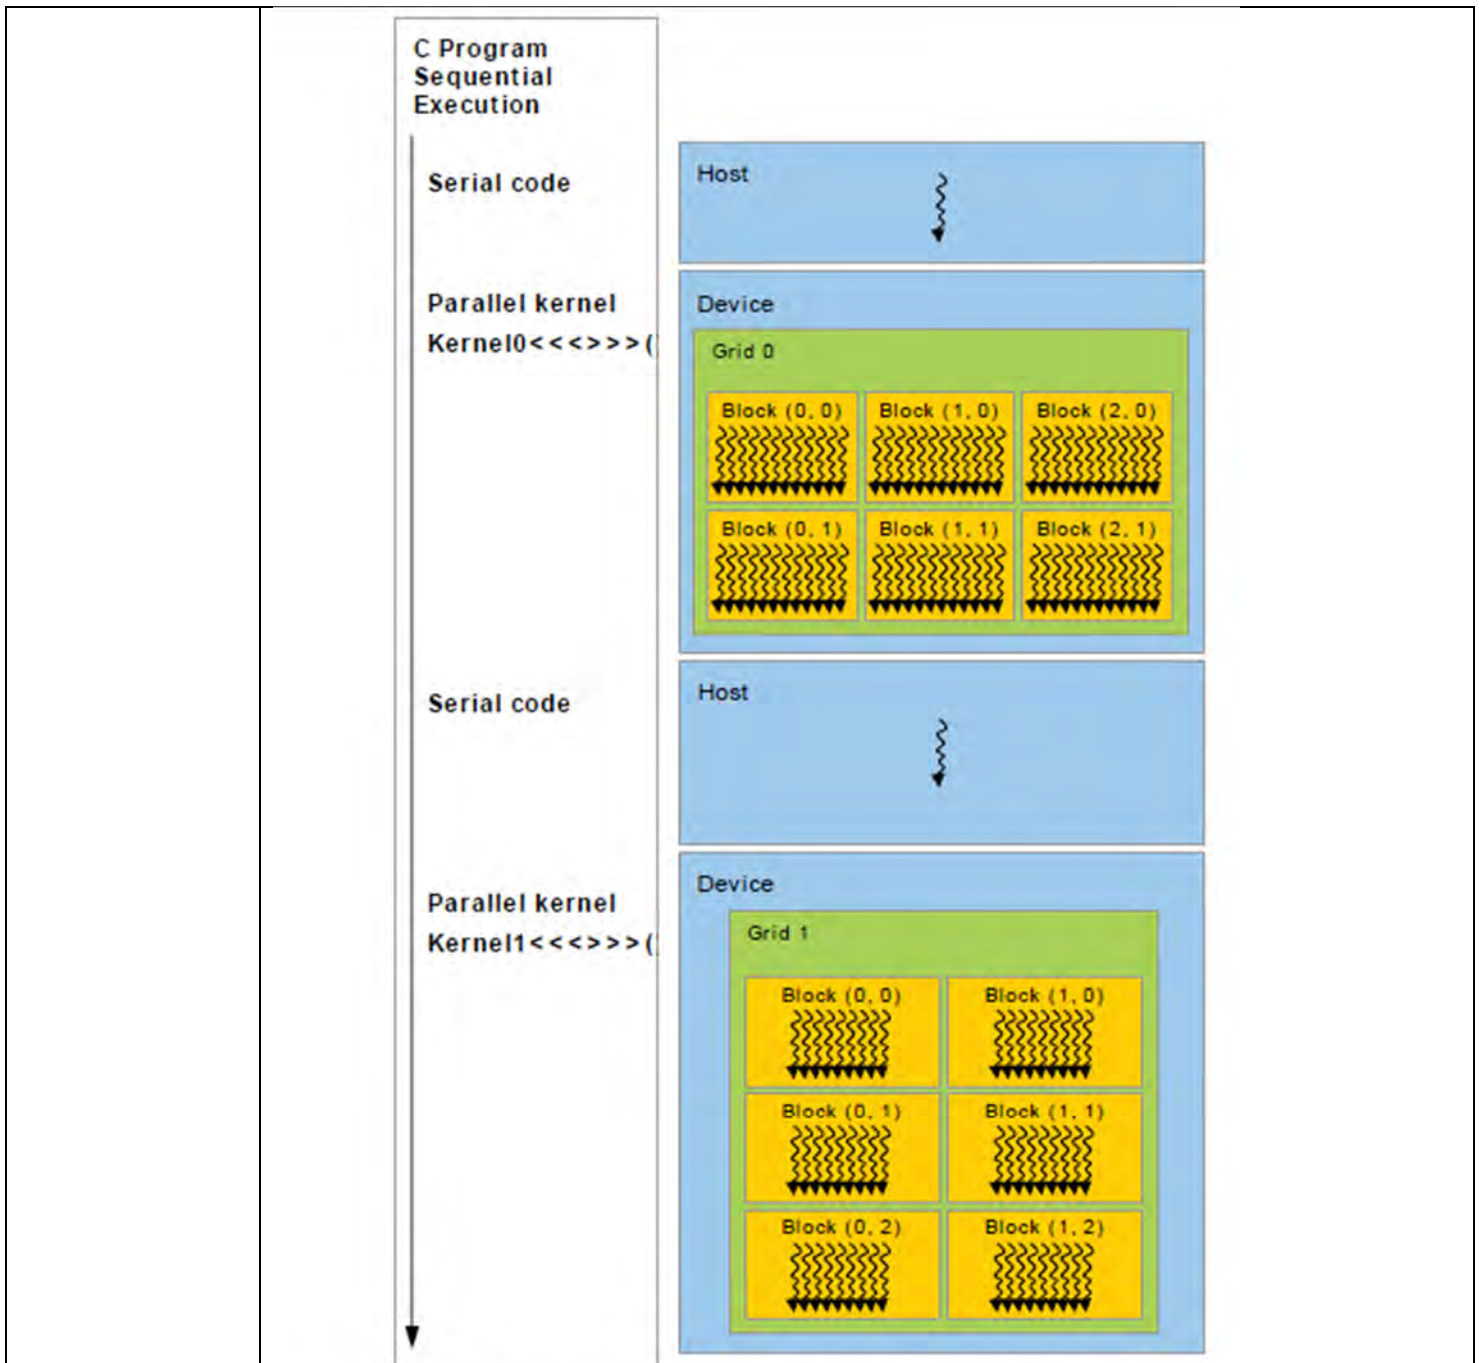 C Program
Sequential
Execution
Serial code
Host
Parallel kernel
Kernel0<<<>>>(
Device
Grid 0
Block (0, 0)
Block (1, 0)
Block (2, 0)
Block (0, 1)
Block (1, 1)
Block (2, 1)
Serial code
Host
Parallel kernel
Kernel1<<<>>>(
Device
Grid 1
Block (0, 0)
Block (1, 0)
Block (0, 1)
Block (1, 1)
Block (0, 2)
Block (1, 2)